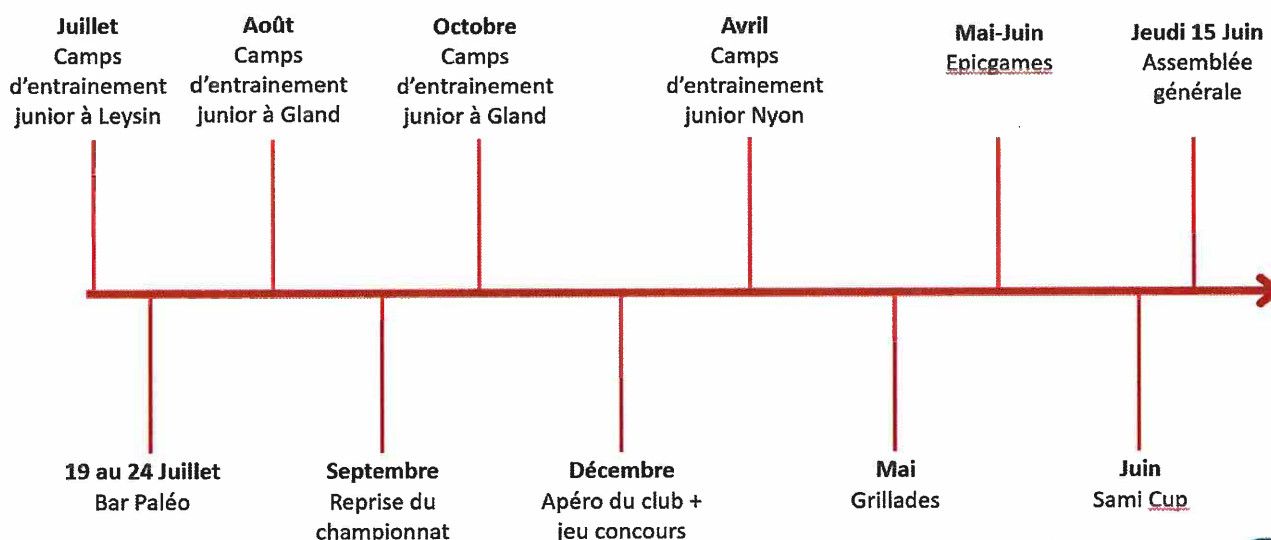 Juillet
Camps
d'entrainement
junior à Leysin
Août
Camps
d'entrainement
junior à Gland
Octobre
Camps
d'entrainement
junior à Gland
Avril
Camps
d'entrainement
junior Nyon
Mai-Juin
Epicgames
Jeudi 15 Juin
Assemblée
générale
19 au 24 Juillet
Bar Paléo
Septembre
Reprise du
championnat
Décembre
Apéro du club +
jeu concours
Mai
Grillades
Juin
Sami Cup